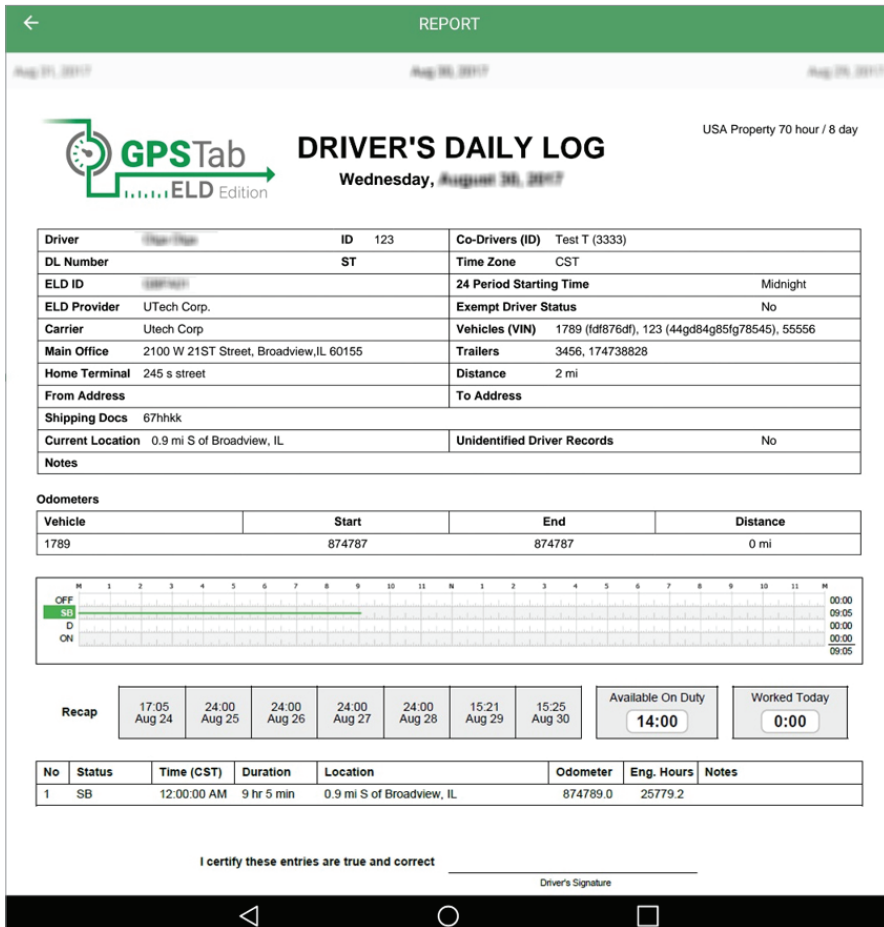 REPORT
GPSTab
ELD Edition
DRIVER'S DAILY LOG
Wednesday,
USA Property 70 hour / 8 day
Driver ID 123 Co-Drivers (ID) Test T (3333)
DL Number ST Time Zone CST
ELD ID 24 Period Starting Time Midnight
ELD Provider UTech Corp. Exempt Driver Status No
Carrier Utech Corp Vehicles (VIN) 1789 (fdf876df), 123 (44gd84g85fg78545), 55556
Main Office 2100 W 21ST Street, Broadview,IL 60155 Trailers 3456, 174738828
Home Terminal 245 s street Distance 2 mi
From Address To Address
Shipping Docs 67hhkk
Current Location 0.9 mi S of Broadview, IL Unidentified Driver Records No
Notes
Odometers
Vehicle Start End Distance
1789 874787 874787 0 mi
M 1 2 3 4 5 6 7 8 9 10 11 N 1 2 3 4 5 6 7 8 9 10 11 M
OFF 00:00
SB 09:05
D 00:00
ON 00:00
09:05
Recap
17:05 24:00 24:00 24:00 24:00 15:21 15:25
Aug 24 Aug 25 Aug 26 Aug 27 Aug 28 Aug 29 Aug 30
Available On Duty
14:00
Worked Today
0:00
No Status Time (CST) Duration Location Odometer Eng. Hours Notes
1 SB 12:00:00 AM 9 hr 5 min 0.9 mi S of Broadview, IL 874789.0 25779.2
I certify these entries are true and correct
Driver's Signature